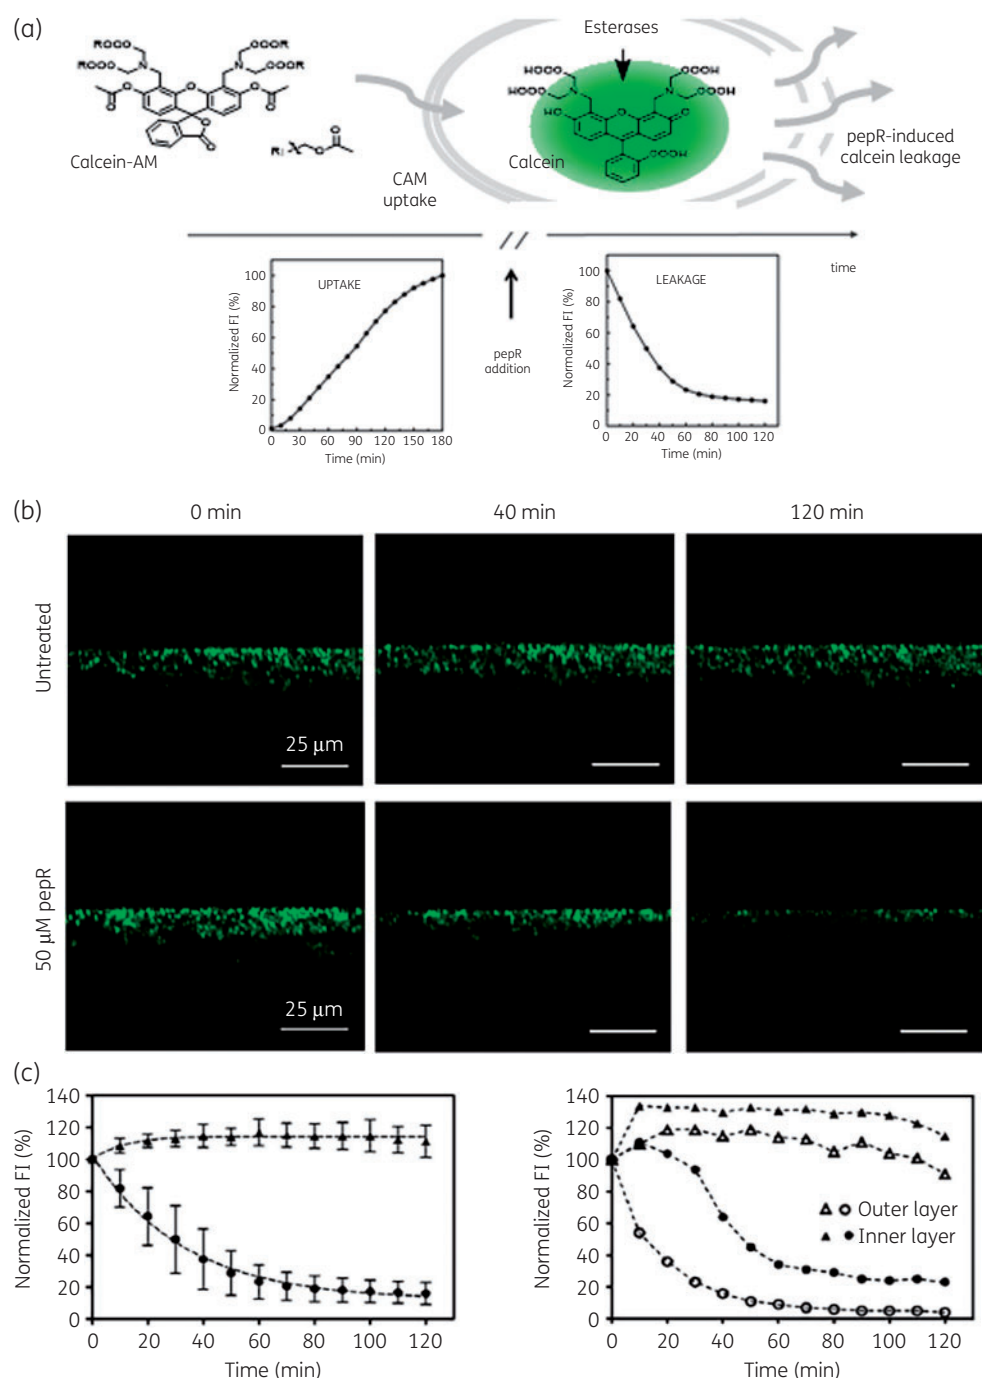 (a)
ROCOO
OCOOR
ROCOO
OCOOR
N
N
O
O
O
O
O
O
O
Calcein-AM
R:
O
O
CAM
uptake
Esterases
HOOC
COOH
HOOC
COOH
N
N
OH
O
O
COOH
Calcein
pepR-induced
calcein leakage
time
pepR
addition
UPTAKE
Normalized FI (%)
100
80
60
40
20
0
0 30 60 90 120 150 180
Time (min)
LEAKAGE
Normalized FI (%)
100
80
60
40
20
0
0 20 40 60 80 100 120
Time (min)
(b)
0 min
40 min
120 min
Untreated
25 μm
50 μM pepR
25 μm
(c)
Normalized FI (%)
140
120
100
80
60
40
20
0
0 20 40 60 80 100 120
Time (min)
Normalized FI (%)
140
120
100
80
60
40
20
0
0 20 40 60 80 100 120
Time (min)
Outer layer
Inner layer